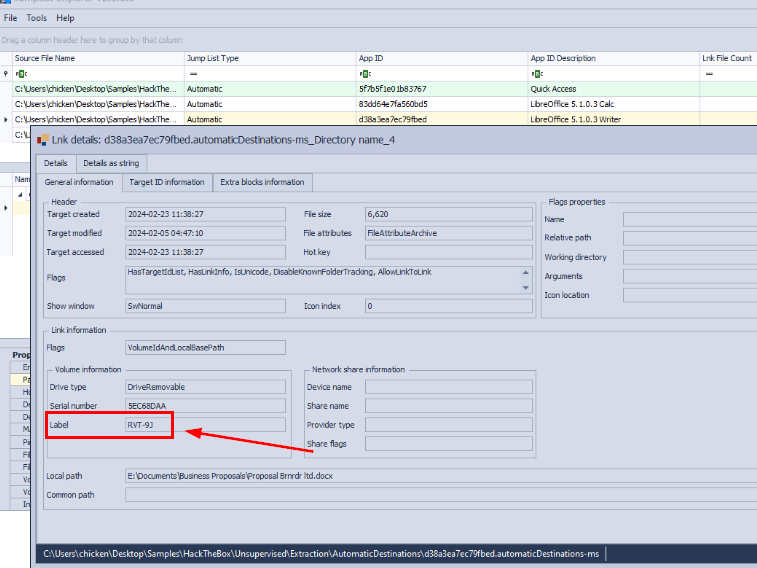 File Tools Help
Drag a column header here to group by that column
Source File Name Jump List Type App ID App ID Description Lnk File Count
C:\Users\chicken\Desktop\Samples\HackThe... Automatic 5f7b5f1e01b83767 Quick Access
C:\Users\chicken\Desktop\Samples\HackThe... Automatic 83dd64e7fa560bd5 LibreOffice 5.1.0.3 Calc
C:\Users\chicken\Desktop\Samples\HackThe... Automatic d38a3ea7ec79fbed LibreOffice 5.1.0.3 Writer
Lnk details: d38a3ea7ec79fbed.automaticDestinations-ms_Directory name_4
Details Details as string
General information Target ID information Extra blocks information
Header Flags properties
Target created 2024-02-23 11:38:27 File size 6,620 Name
Target modified 2024-02-05 04:47:10 File attributes FileAttributeArchive Relative path
Target accessed 2024-02-23 11:38:27 Hot key Working directory
Flags HasTargetIdList, HasLinkInfo, IsUnicode, DisableKnownFolderTracking, AllowLinkToLink Arguments
Show window SwNormal Icon index 0 Icon location
Link information
Flags VolumeIdAndLocalBasePath
Volume information Network share information
Drive type DriveRemovable Device name
Serial number 5EC68DAA Share name
Label RVT-9J Provider type
Share flags
Local path E:\Documents\Business Proposals\Proposal Brnrdr ltd.docx
Common path
C:\Users\chicken\Desktop\Samples\HackTheBox\Unsupervised\Extraction\AutomaticDestinations\d38a3ea7ec79fbed.automaticDestinations-ms